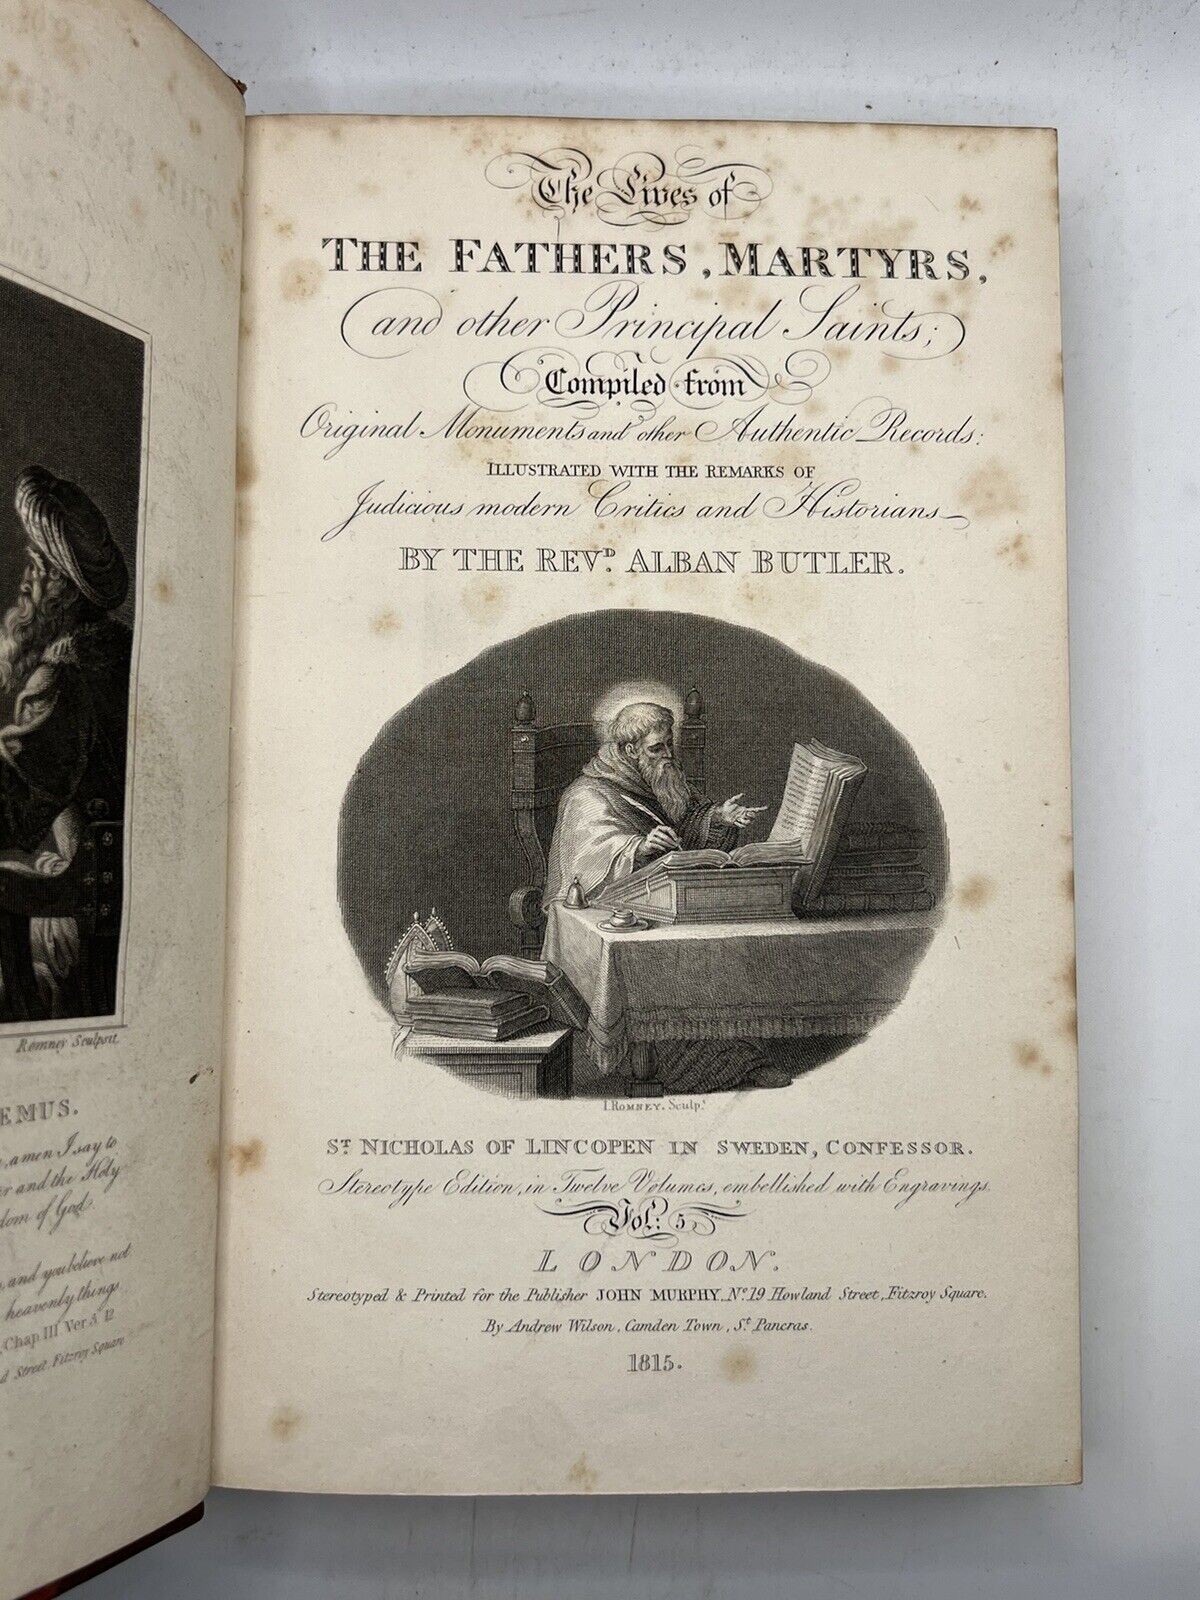 Romney Sculpsit
EMUS.
, amen I say to
er and the Holy
dom of God.
, and you believe not
heavenly things
Chap III Ver.s 12
d Street, Fitzroy Square
The Lives of
THE FATHERS, MARTYRS,
and other Principal Saints;
Compiled from
Original Monuments and other Authentic Records:
ILLUSTRATED WITH THE REMARKS OF
Judicious modern Critics and Historians
BY THE REVD. ALBAN BUTLER.
I. ROMNEY. Sculpt.
ST. NICHOLAS OF LINCOPEN IN SWEDEN, CONFESSOR.
Stereotype Edition, in Twelve Volumes, embellished with Engravings.
Vol: 5
LONDON.
Stereotyped & Printed for the Publisher JOHN MURPHY, No. 19 Howland Street, Fitzroy Square.
By Andrew Wilson, Camden Town, St. Pancras.
1815.